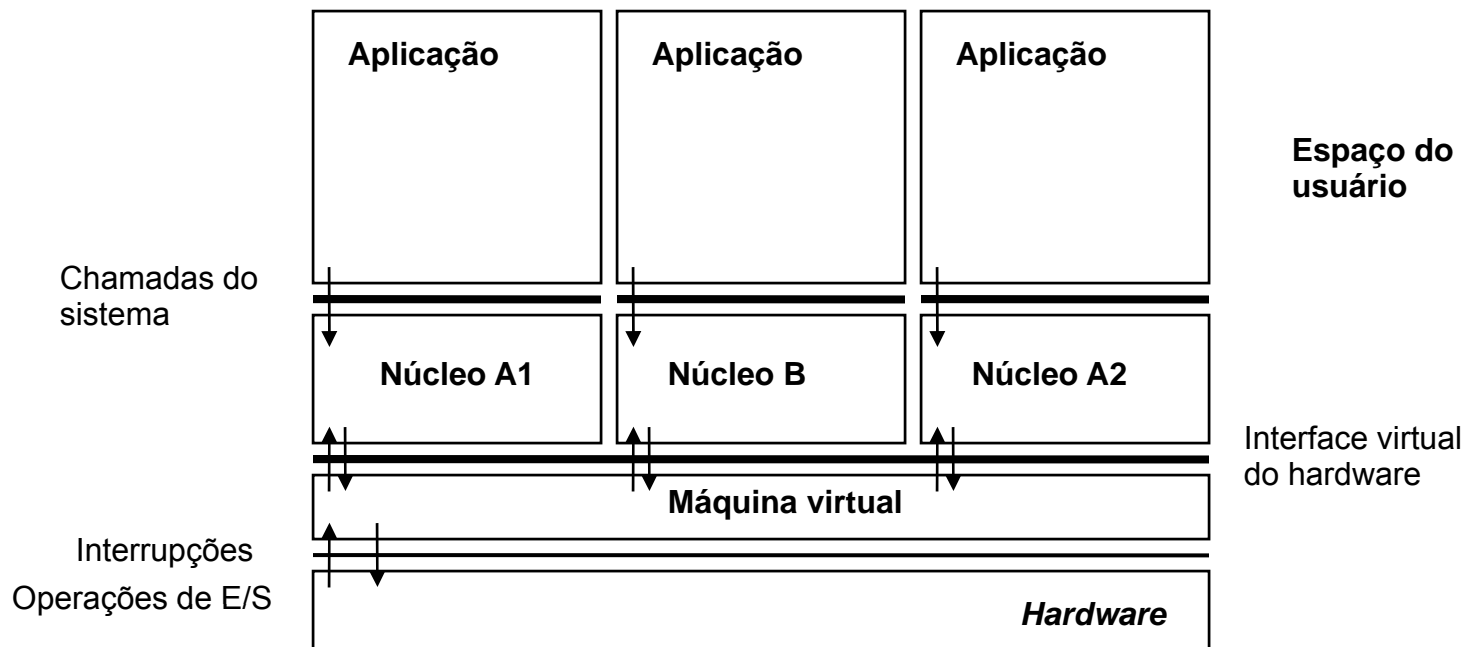 Aplicação
Aplicação
Aplicação
Espaço do
usuário
Chamadas do
sistema
Núcleo A1
Núcleo B
Núcleo A2
Interface virtual
do hardware
Máquina virtual
Interrupções
Operações de E/S
Hardware